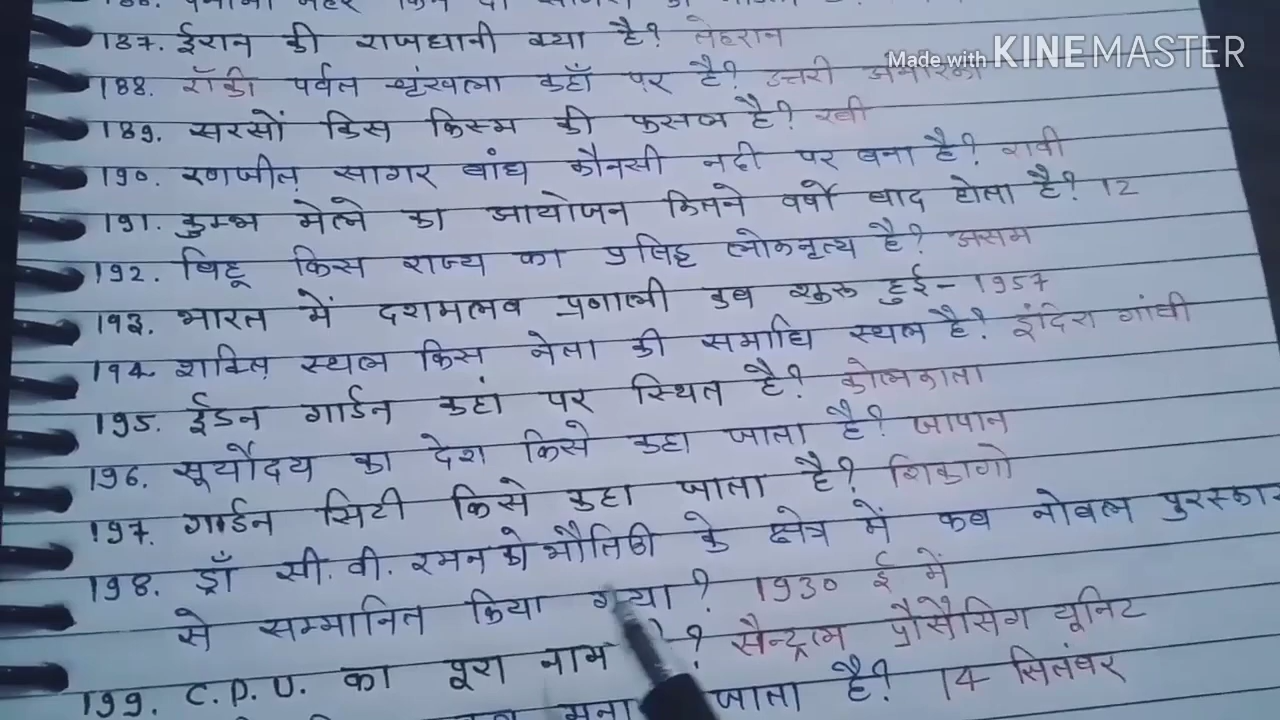 Made with KINEMASTER
187. ईरान की राजधानी क्या है? तेहरान
188. रॉकी पर्वत श्रृंखला कहाँ पर है? उत्तरी अमेरिका
189. सरसों किस किस्म की फसल है? रबी
190. रणजीत सागर बांध कौनसी नदी पर बना है? रावी
191. कुम्भ मेले का आयोजन कितने वर्षों बाद होता है? 12
192. बिहू किस राज्य का प्रसिद्ध लोकनृत्य है? असम
193. भारत में दशमलव प्रणाली कब शुरू हुई - 1957
194 शक्ति स्थल किस नेता की समाधि स्थल है? इंदिरा गांधी
195. ईडन गार्डन कहां पर स्थित है? कोलकाता
196. सूर्योदय का देश किसे कहा जाता है? जापान
197. गार्डन सिटी किसे कहा जाता है? शिकागो
198. डॉ सी. वी. रमन को भौतिकी के क्षेत्र में कब नोबल पुरस्कार
से सम्मानित किया गया? 1930 ई में
199. C.P.U. का पूरा नाम ? सैन्ट्रल प्रौसैसिंग यूनिट
जाता है? 14 सितंबर